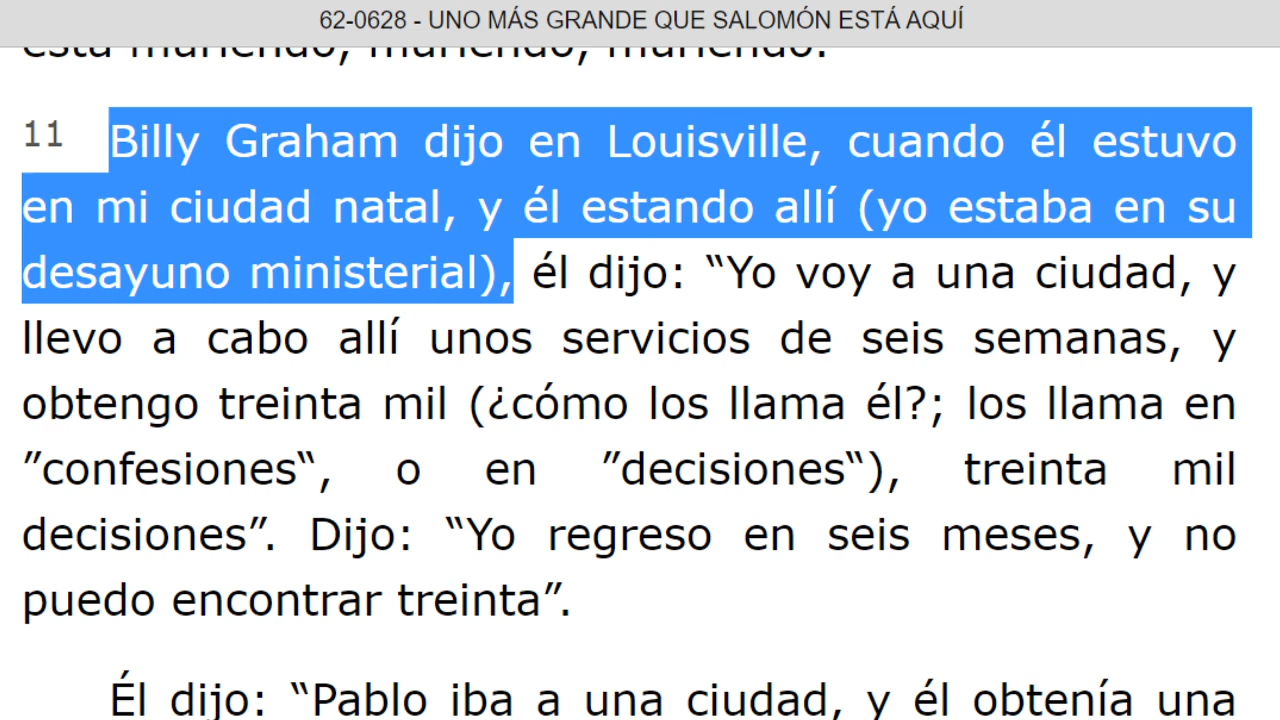 62-0628 - UNO MÁS GRANDE QUE SALOMÓN ESTÁ AQUÍ
está muriendo, muriendo, muriendo.
11 Billy Graham dijo en Louisville, cuando él estuvo
en mi ciudad natal, y él estando allí (yo estaba en su
desayuno ministerial), él dijo: “Yo voy a una ciudad, y
llevo a cabo allí unos servicios de seis semanas, y
obtengo treinta mil (¿cómo los llama él?; los llama en
”confesiones“, o en ”decisiones“), treinta mil
decisiones”. Dijo: “Yo regreso en seis meses, y no
puedo encontrar treinta”.
Él dijo: “Pablo iba a una ciudad, y él obtenía una